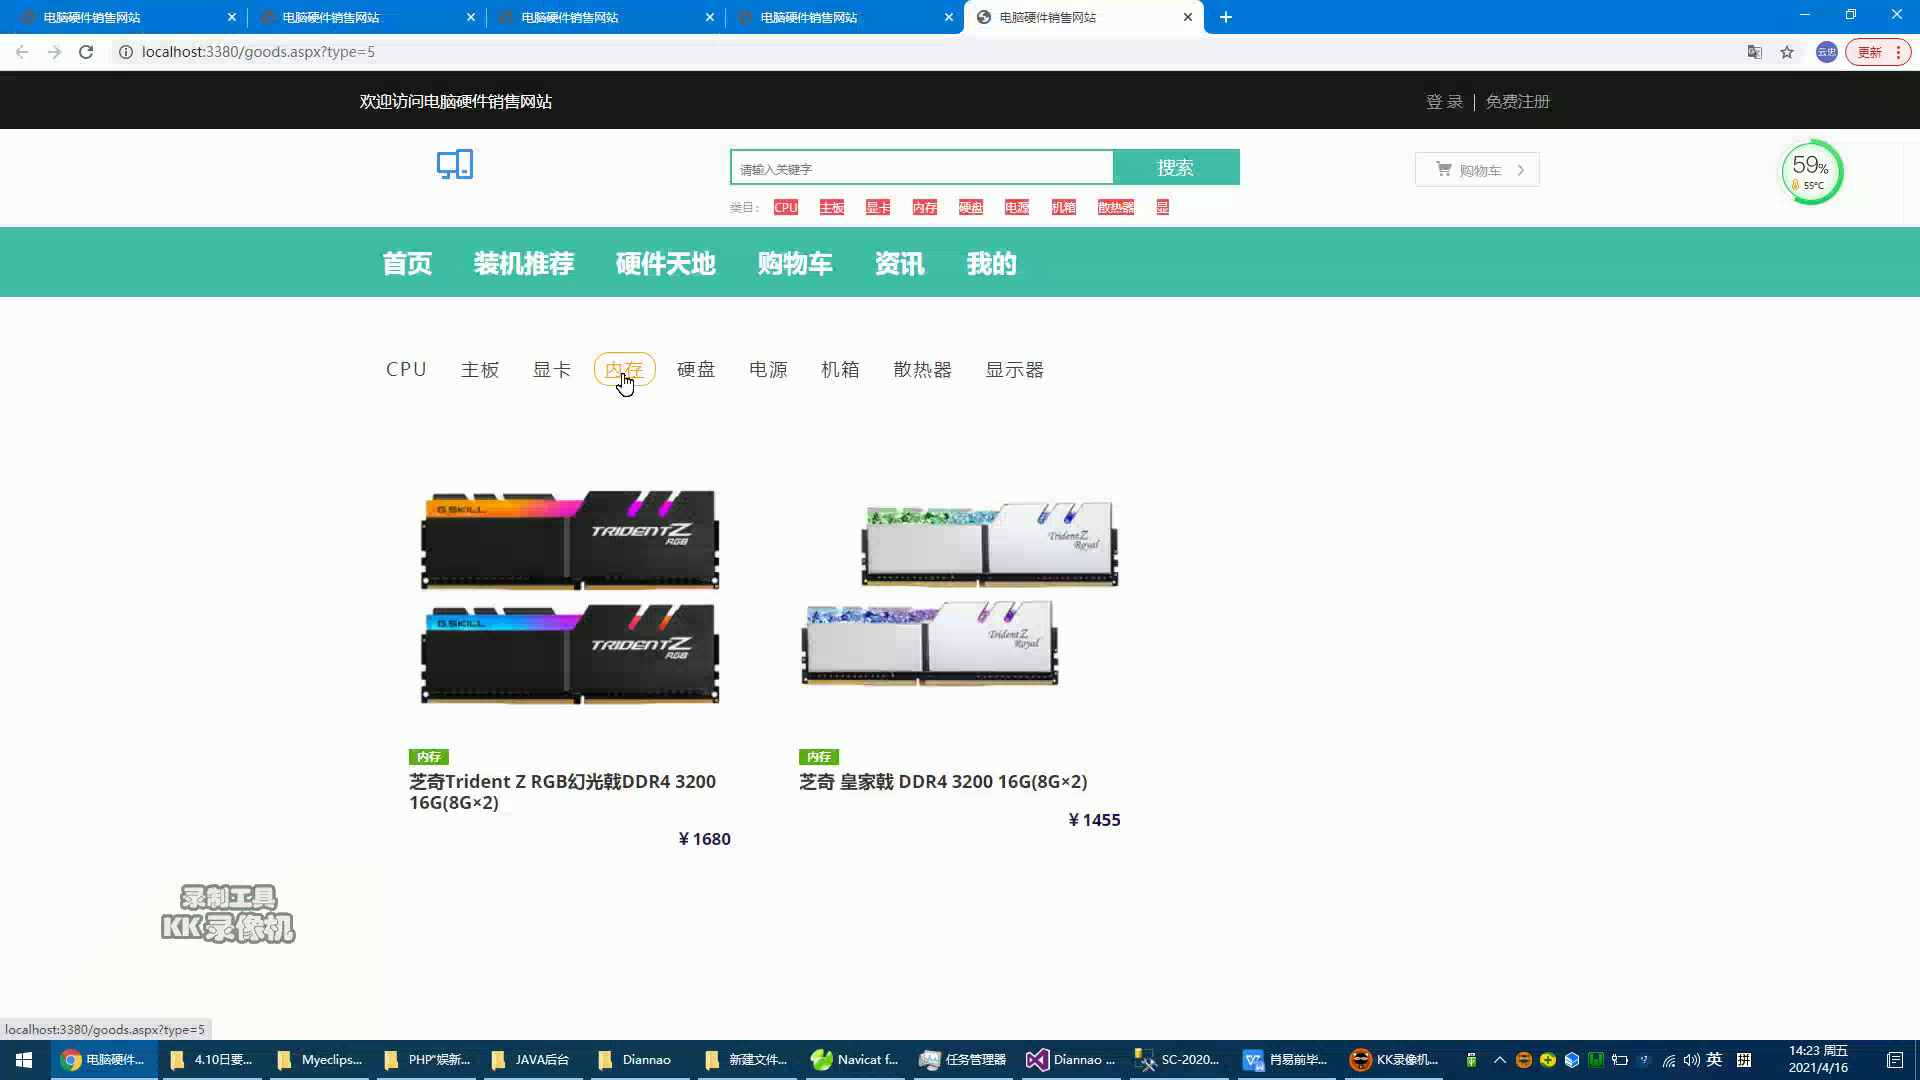 电脑硬件销售网站
电脑硬件销售网站
电脑硬件销售网站
电脑硬件销售网站
电脑硬件销售网站
localhost:3380/goods.aspx?type=5
云忠
更新
欢迎访问电脑硬件销售网站
登 录 | 免费注册
请输入关键字
搜索
购物车
59%
55°C
类目: CPU 主板 显卡 内存 硬盘 电源 机箱 散热器 显
首页 装机推荐 硬件天地 购物车 资讯 我的
CPU 主板 显卡 内存 硬盘 电源 机箱 散热器 显示器
G.SKILL
TRIDENTZ
RGB
G.SKILL
TRIDENTZ
RGB
TridentZ
Royal
TridentZ
Royal
内存
芝奇Trident Z RGB幻光戟DDR4 3200
16G(8G×2)
¥ 1680
内存
芝奇 皇家戟 DDR4 3200 16G(8G×2)
¥ 1455
录制工具
KK录像机
localhost:3380/goods.aspx?type=5
电脑硬件...
4.10日要...
Myeclips...
PHP"娱新...
JAVA后台
Diannao
新建文件...
Navicat f...
任务管理器
Diannao ...
SC-2020...
肖易前毕...
KK录像机...
英
拼
14:23 周五
2021/4/16